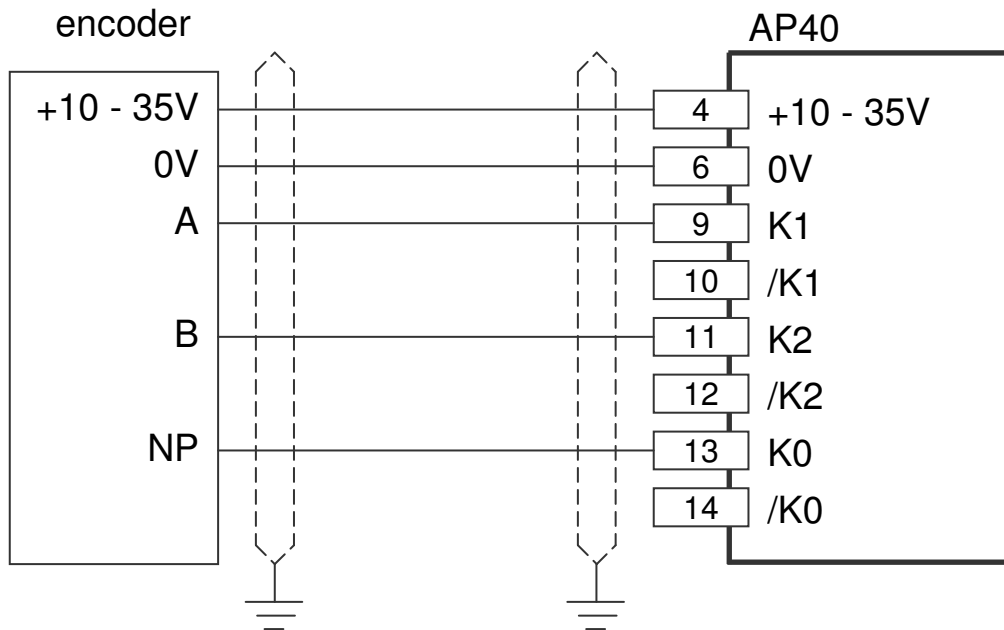 encoder
AP40
+10 - 35V
4
+10 - 35V
0V
6
0V
A
9
K1
10
/K1
B
11
K2
12
/K2
NP
13
K0
14
/K0